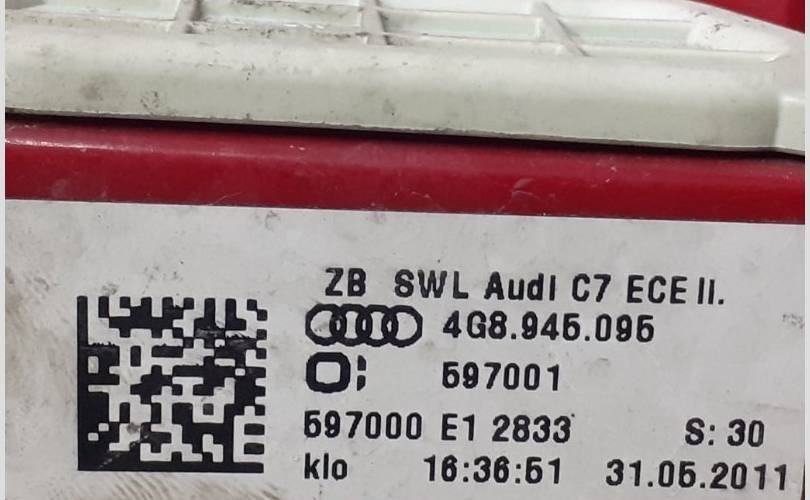 ZB SWL Audi C7 ECE II.
4G8.945.095
597001
597000 E1 2833 S: 30
klo 16:36:51 31.05.2011